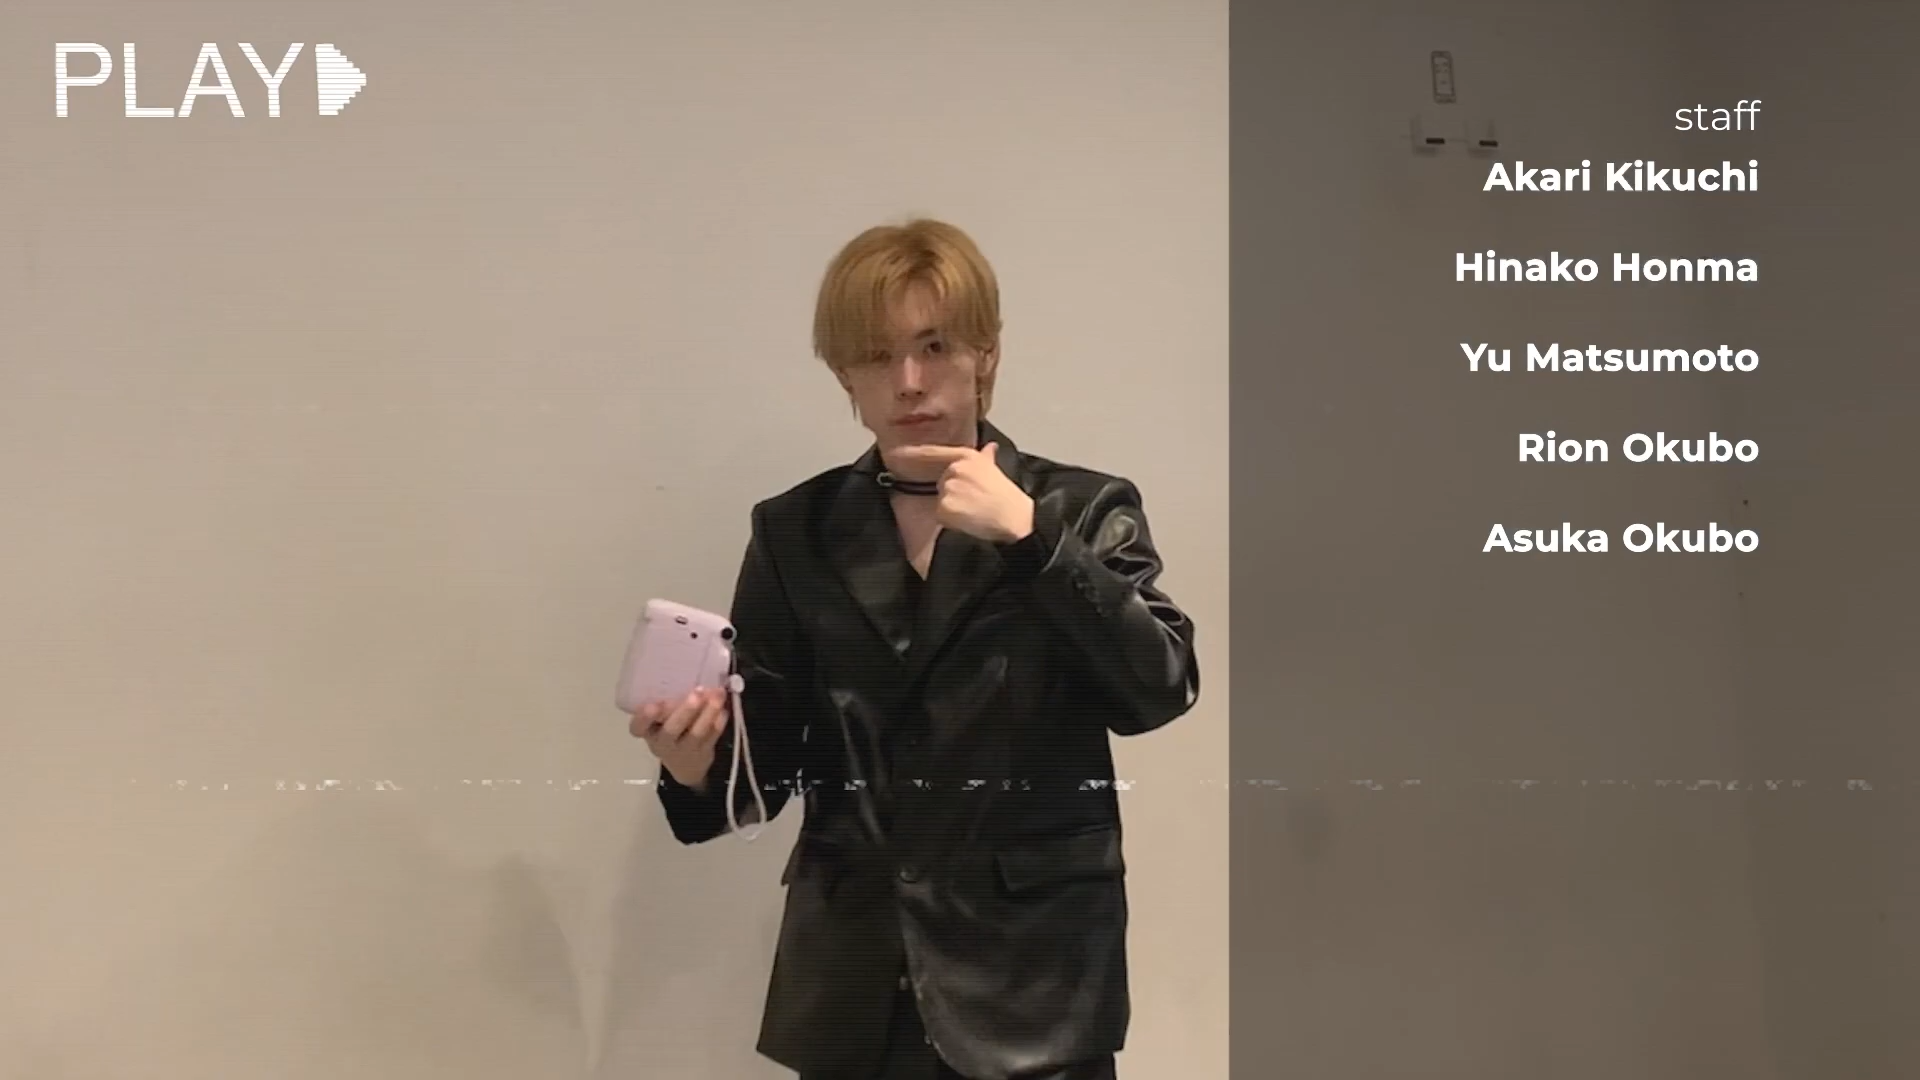 PLAY
staff
Akari Kikuchi
Hinako Honma
Yu Matsumoto
Rion Okubo
Asuka Okubo